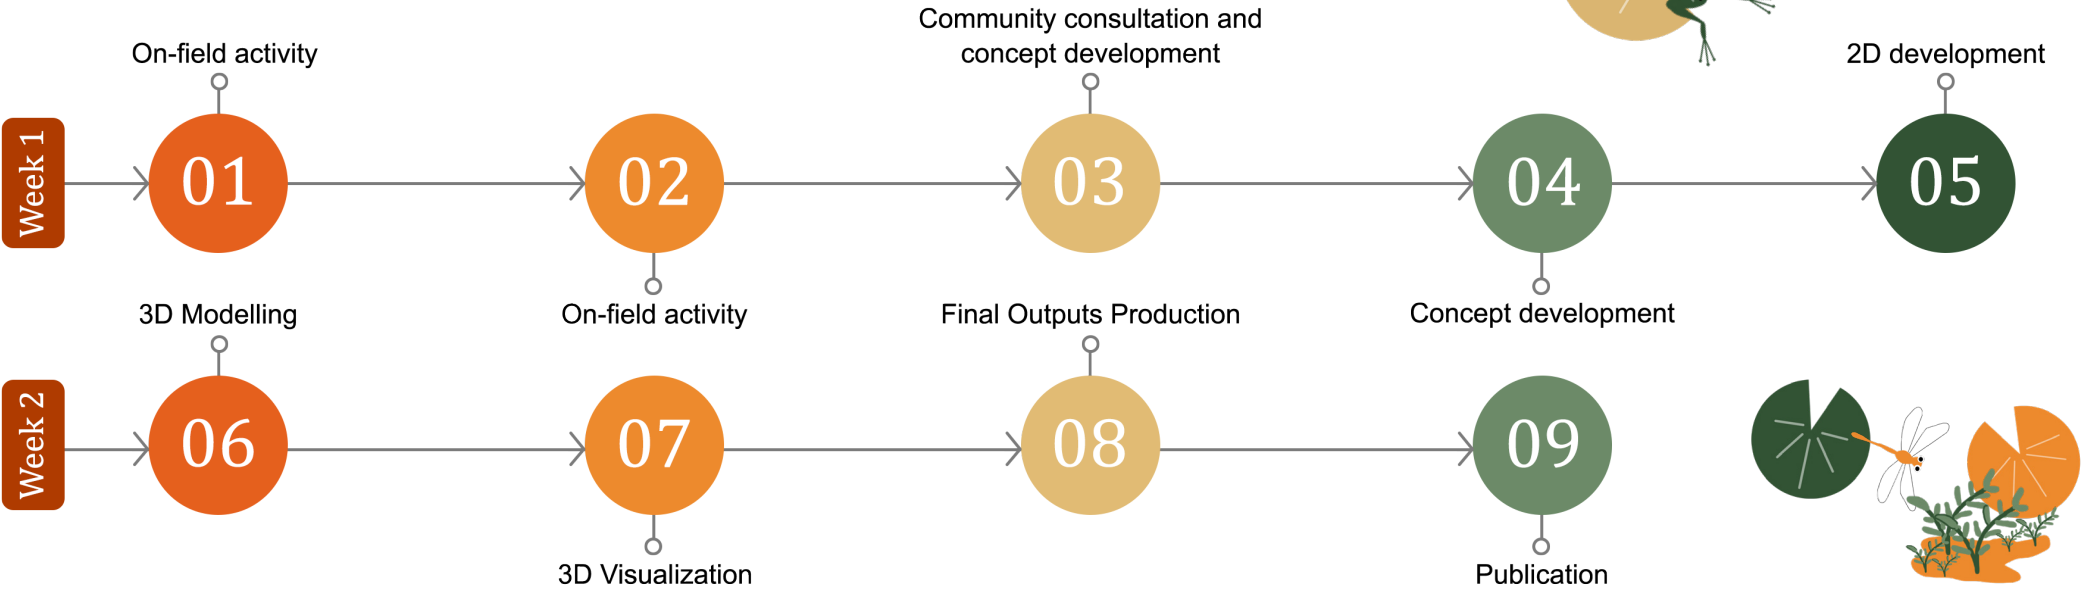 Community consultation and
concept development
On-field activity
2D development
Week 1
01
02
03
04
05
On-field activity
Concept development
3D Modelling
Final Outputs Production
Week 2
06
07
08
09
3D Visualization
Publication